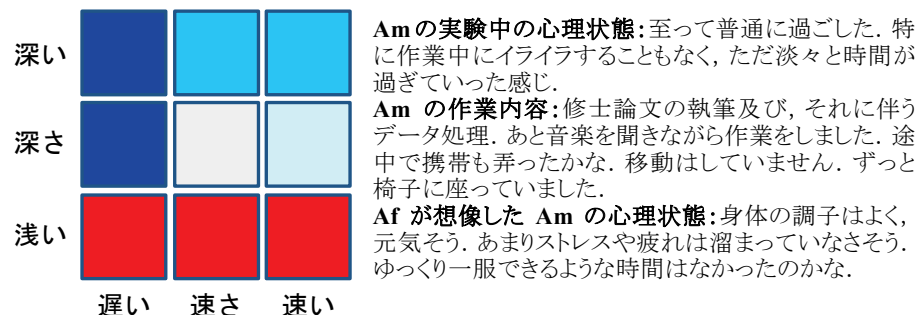 深い
深さ
浅い
遅い 速さ 速い
Amの実験中の心理状態：至って普通に過ごした．特
に作業中にイライラすることもなく，ただ淡々と時間が
過ぎていった感じ．
Am の作業内容：修士論文の執筆及び，それに伴う
データ処理．あと音楽を聞きながら作業をしました．途
中で携帯も弄ったかな．移動はしていません．ずっと
椅子に座っていました．
Af が想像した Am の心理状態：身体の調子はよく，
元気そう．あまりストレスや疲れは溜まっていなさそう．
ゆっくり一服できるような時間はなかったのかな．